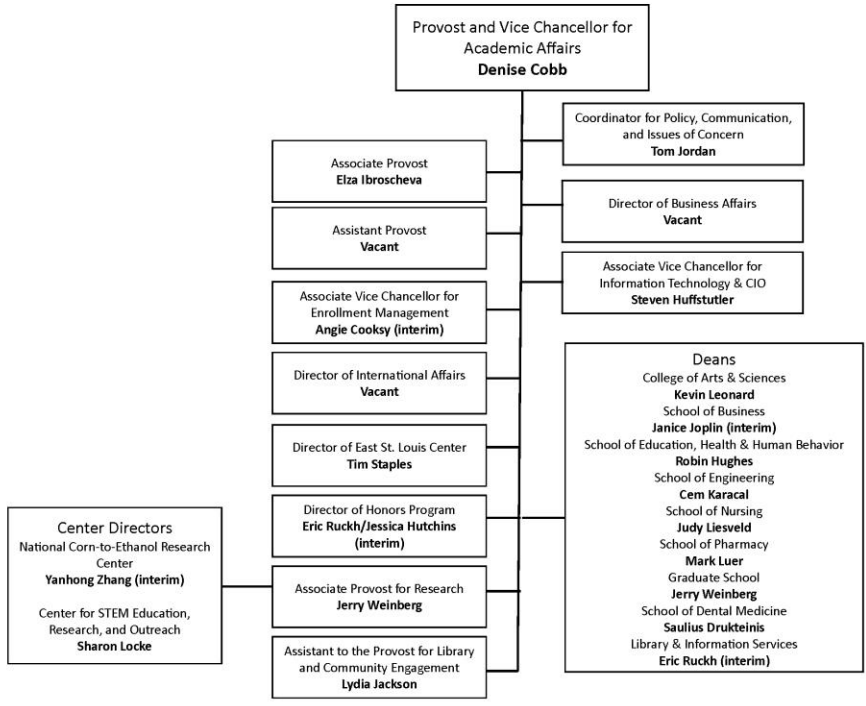 Provost and Vice Chancellor for
Academic Affairs
Denise Cobb
Coordinator for Policy, Communication,
and Issues of Concern
Tom Jordan
Associate Provost
Elza Ibroscheva
Director of Business Affairs
Vacant
Assistant Provost
Vacant
Associate Vice Chancellor for
Information Technology & CIO
Steven Huffstutler
Associate Vice Chancellor for
Enrollment Management
Angie Cooksy (interim)
Director of International Affairs
Vacant
Director of East St. Louis Center
Tim Staples
Director of Honors Program
Eric Ruckh/Jessica Hutchins
(interim)
Associate Provost for Research
Jerry Weinberg
Assistant to the Provost for Library
and Community Engagement
Lydia Jackson
Deans
College of Arts & Sciences
Kevin Leonard
School of Business
Janice Joplin (interim)
School of Education, Health & Human Behavior
Robin Hughes
School of Engineering
Cem Karacal
School of Nursing
Judy Liesveld
School of Pharmacy
Mark Luer
Graduate School
Jerry Weinberg
School of Dental Medicine
Saulius Drukteinis
Library & Information Services
Eric Ruckh (interim)
Center Directors
National Corn-to-Ethanol Research
Center
Yanhong Zhang (interim)
Center for STEM Education,
Research, and Outreach
Sharon Locke